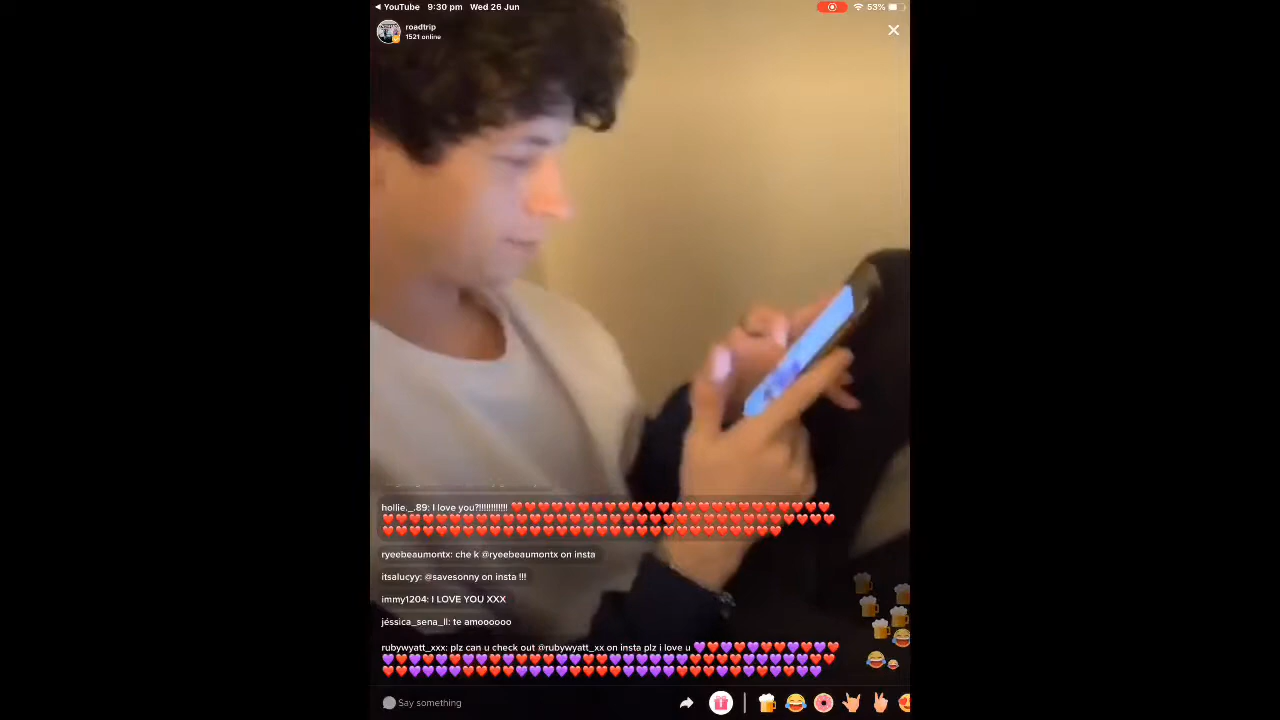 YouTube 9:30 pm Wed 26 Jun 53%
roadtrip
1521 online
hollie._.89: I love you?!!!!!!!!!!!! ❤️❤️❤️❤️❤️❤️❤️❤️❤️❤️❤️❤️❤️❤️❤️❤️❤️❤️❤️❤️❤️❤️❤️❤️
ryeebeaumontx: che k @ryeebeaumontx on insta
itsalucyy: @savesonny on insta !!!
immy1204: I LOVE YOU XXX
jéssica_sena_ll: te amoooooo
rubywyatt_xxx: plz can u check out @rubywyatt_xx on insta plz i love u 💜❤️💜❤️💜❤️❤️💜❤️💜❤️
Say something